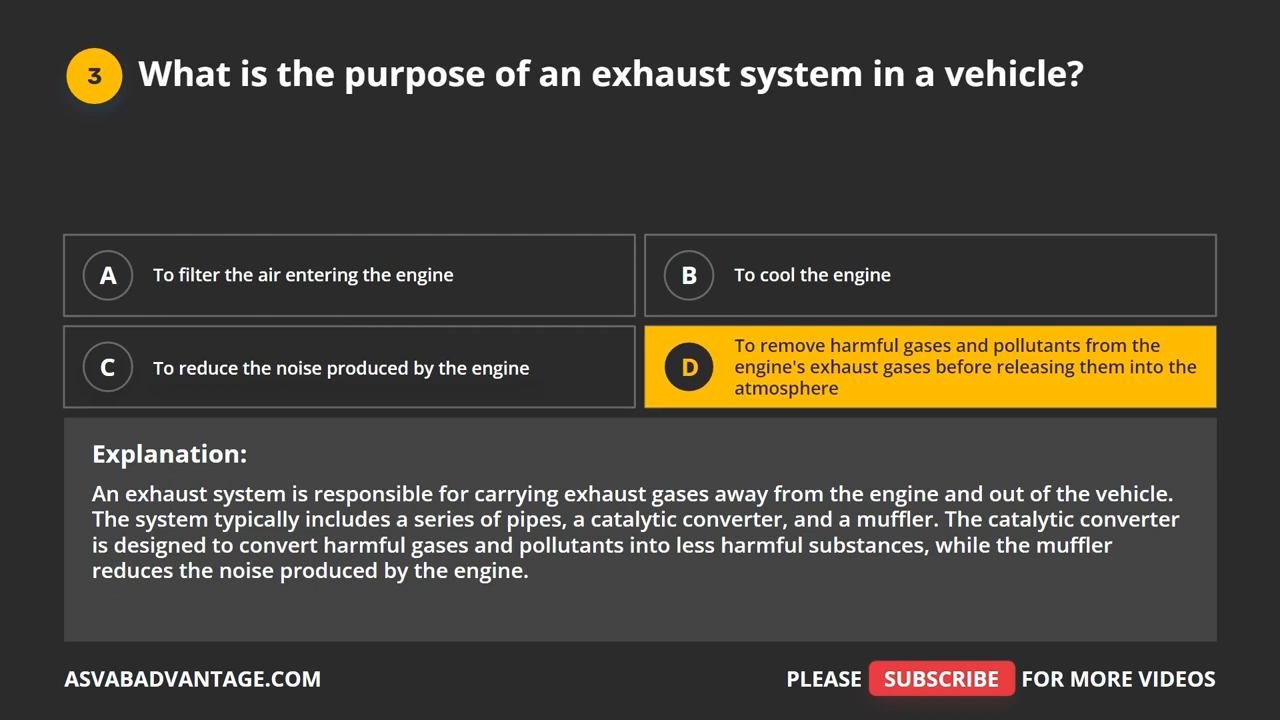 3 What is the purpose of an exhaust system in a vehicle?
A To filter the air entering the engine
B To cool the engine
C To reduce the noise produced by the engine
D To remove harmful gases and pollutants from the
engine's exhaust gases before releasing them into the
atmosphere
Explanation:
An exhaust system is responsible for carrying exhaust gases away from the engine and out of the vehicle.
The system typically includes a series of pipes, a catalytic converter, and a muffler. The catalytic converter
is designed to convert harmful gases and pollutants into less harmful substances, while the muffler
reduces the noise produced by the engine.
ASVABADVANTAGE.COM
PLEASE SUBSCRIBE FOR MORE VIDEOS